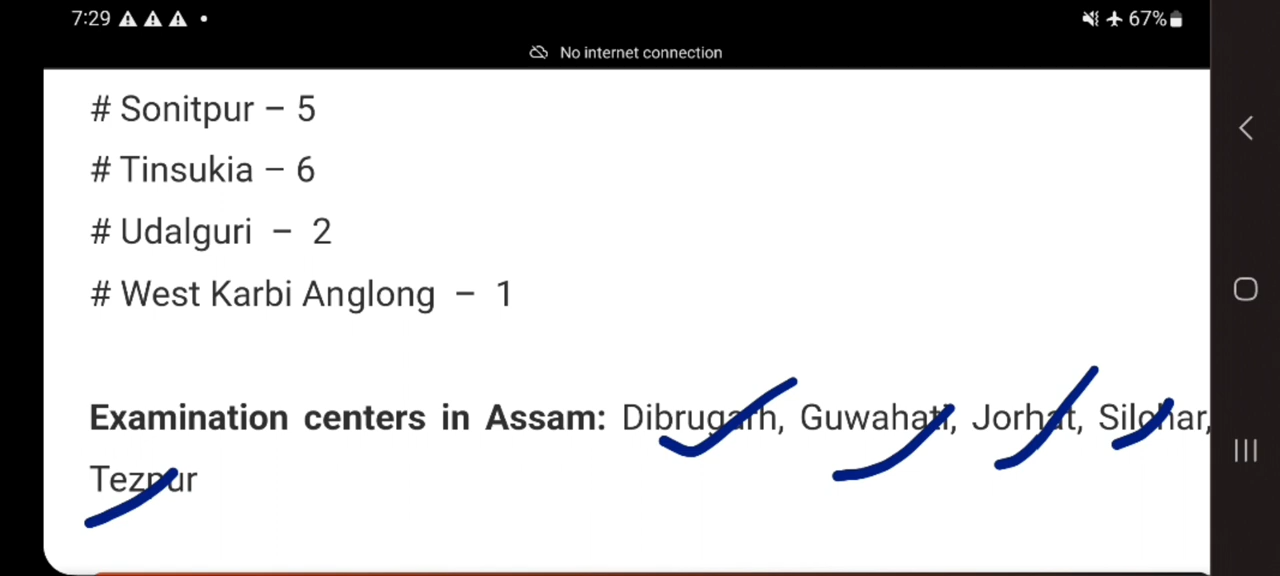 7:29
67%
No internet connection
# Sonitpur – 5
# Tinsukia – 6
# Udalguri – 2
# West Karbi Anglong – 1
Examination centers in Assam: Dibrugarh, Guwahati, Jorhat, Silchar,
Tezpur